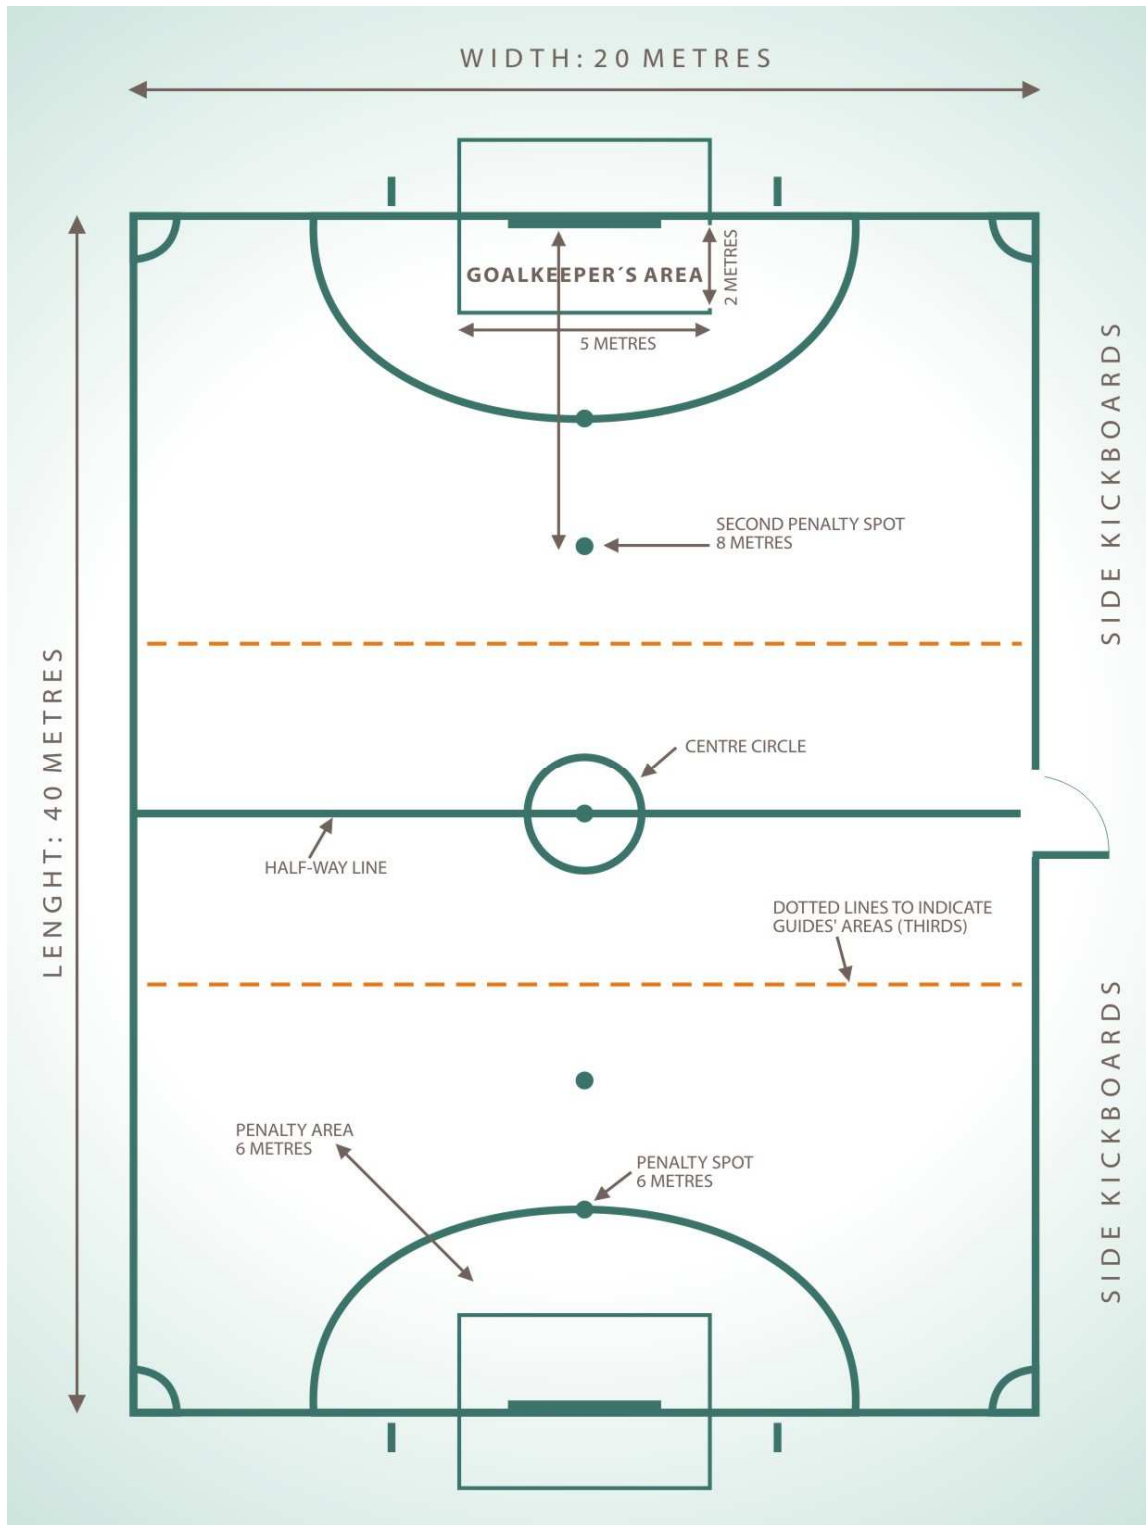 WIDTH: 20 METRES
GOALKEEPER´S AREA
2 METRES
5 METRES
SIDE KICKBOARDS
SECOND PENALTY SPOT
8 METRES
LENGHT: 40 METRES
CENTRE CIRCLE
HALF-WAY LINE
DOTTED LINES TO INDICATE
GUIDES' AREAS (THIRDS)
SIDE KICKBOARDS
PENALTY AREA
6 METRES
PENALTY SPOT
6 METRES